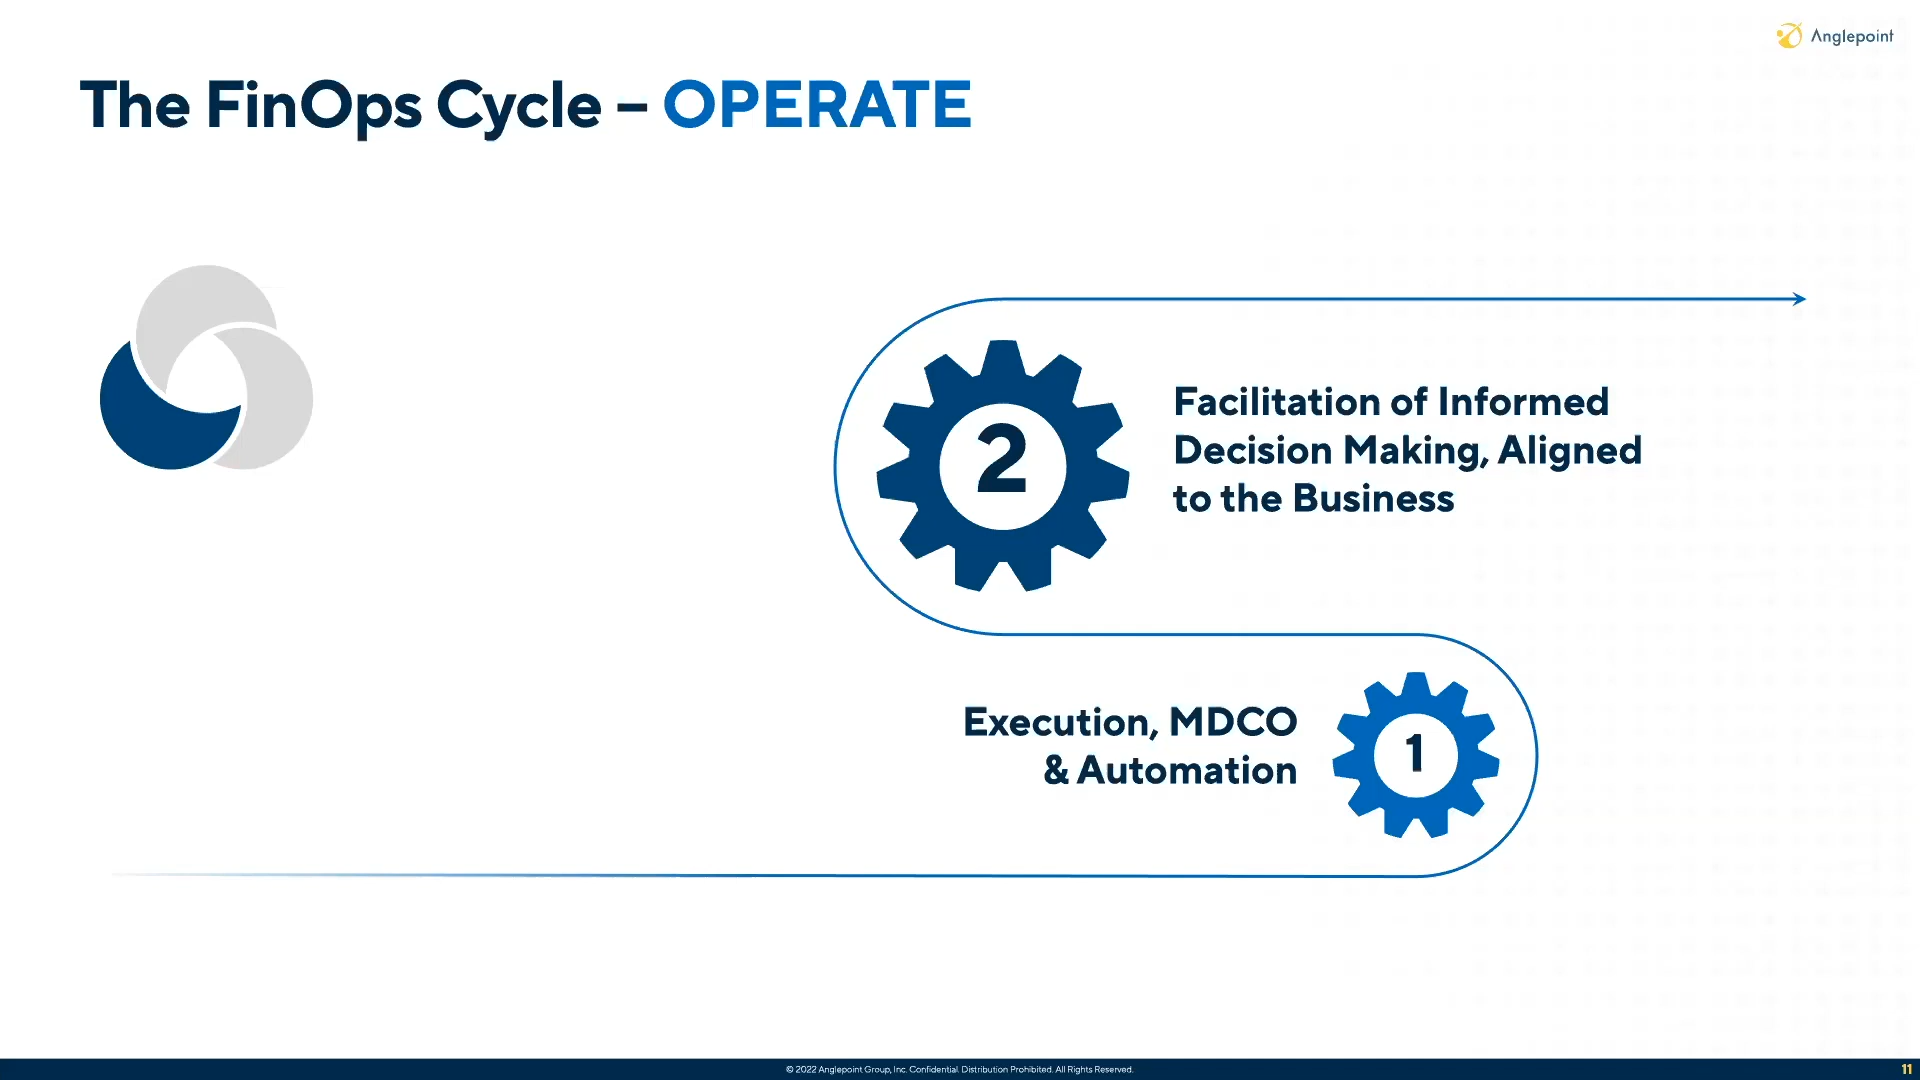 Anglepoint
The FinOps Cycle – OPERATE
2
Facilitation of Informed
Decision Making, Aligned
to the Business
Execution, MDCO
& Automation
1
© 2022 Anglepoint Group, Inc. Confidential. Distribution Prohibited. All Rights Reserved.
11